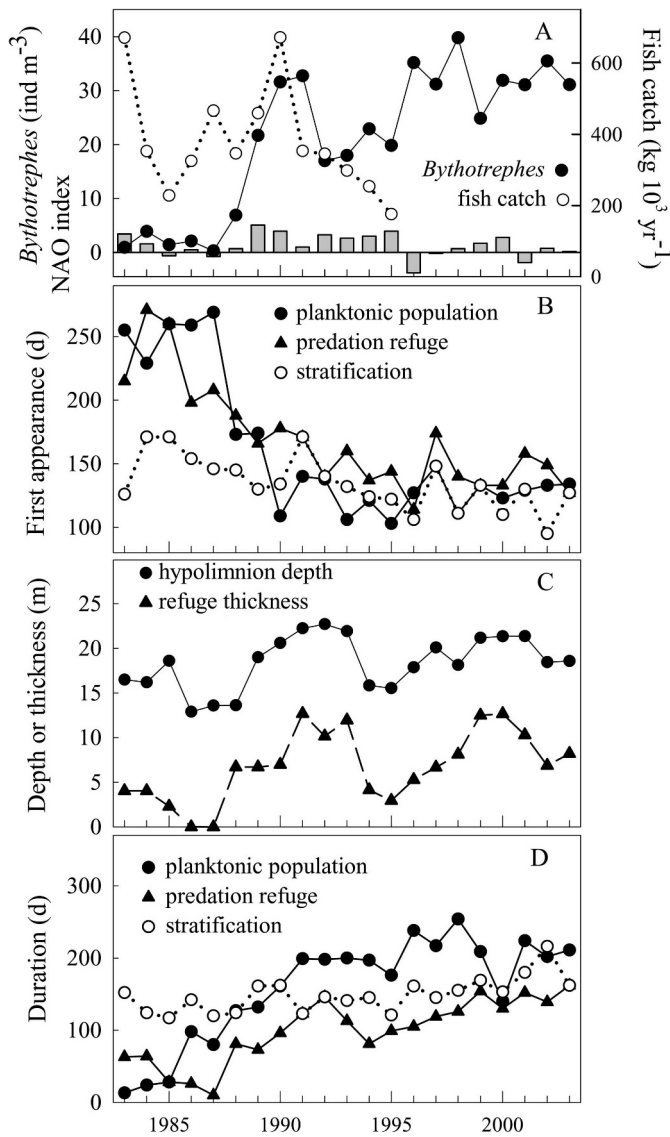 A
40
30
20
10
0
Bythotrephes (ind m⁻³)
NAO index
600
400
200
0
Fish catch
(kg 10³ yr⁻¹)
Bythotrephes
fish catch
B
planktonic population
predation refuge
stratification
250
200
150
100
First appearance (d)
C
hypolimnion depth
refuge thickness
25
20
15
10
5
0
Depth or thickness (m)
D
planktonic population
predation refuge
stratification
300
200
100
0
Duration (d)
1985 1990 1995 2000